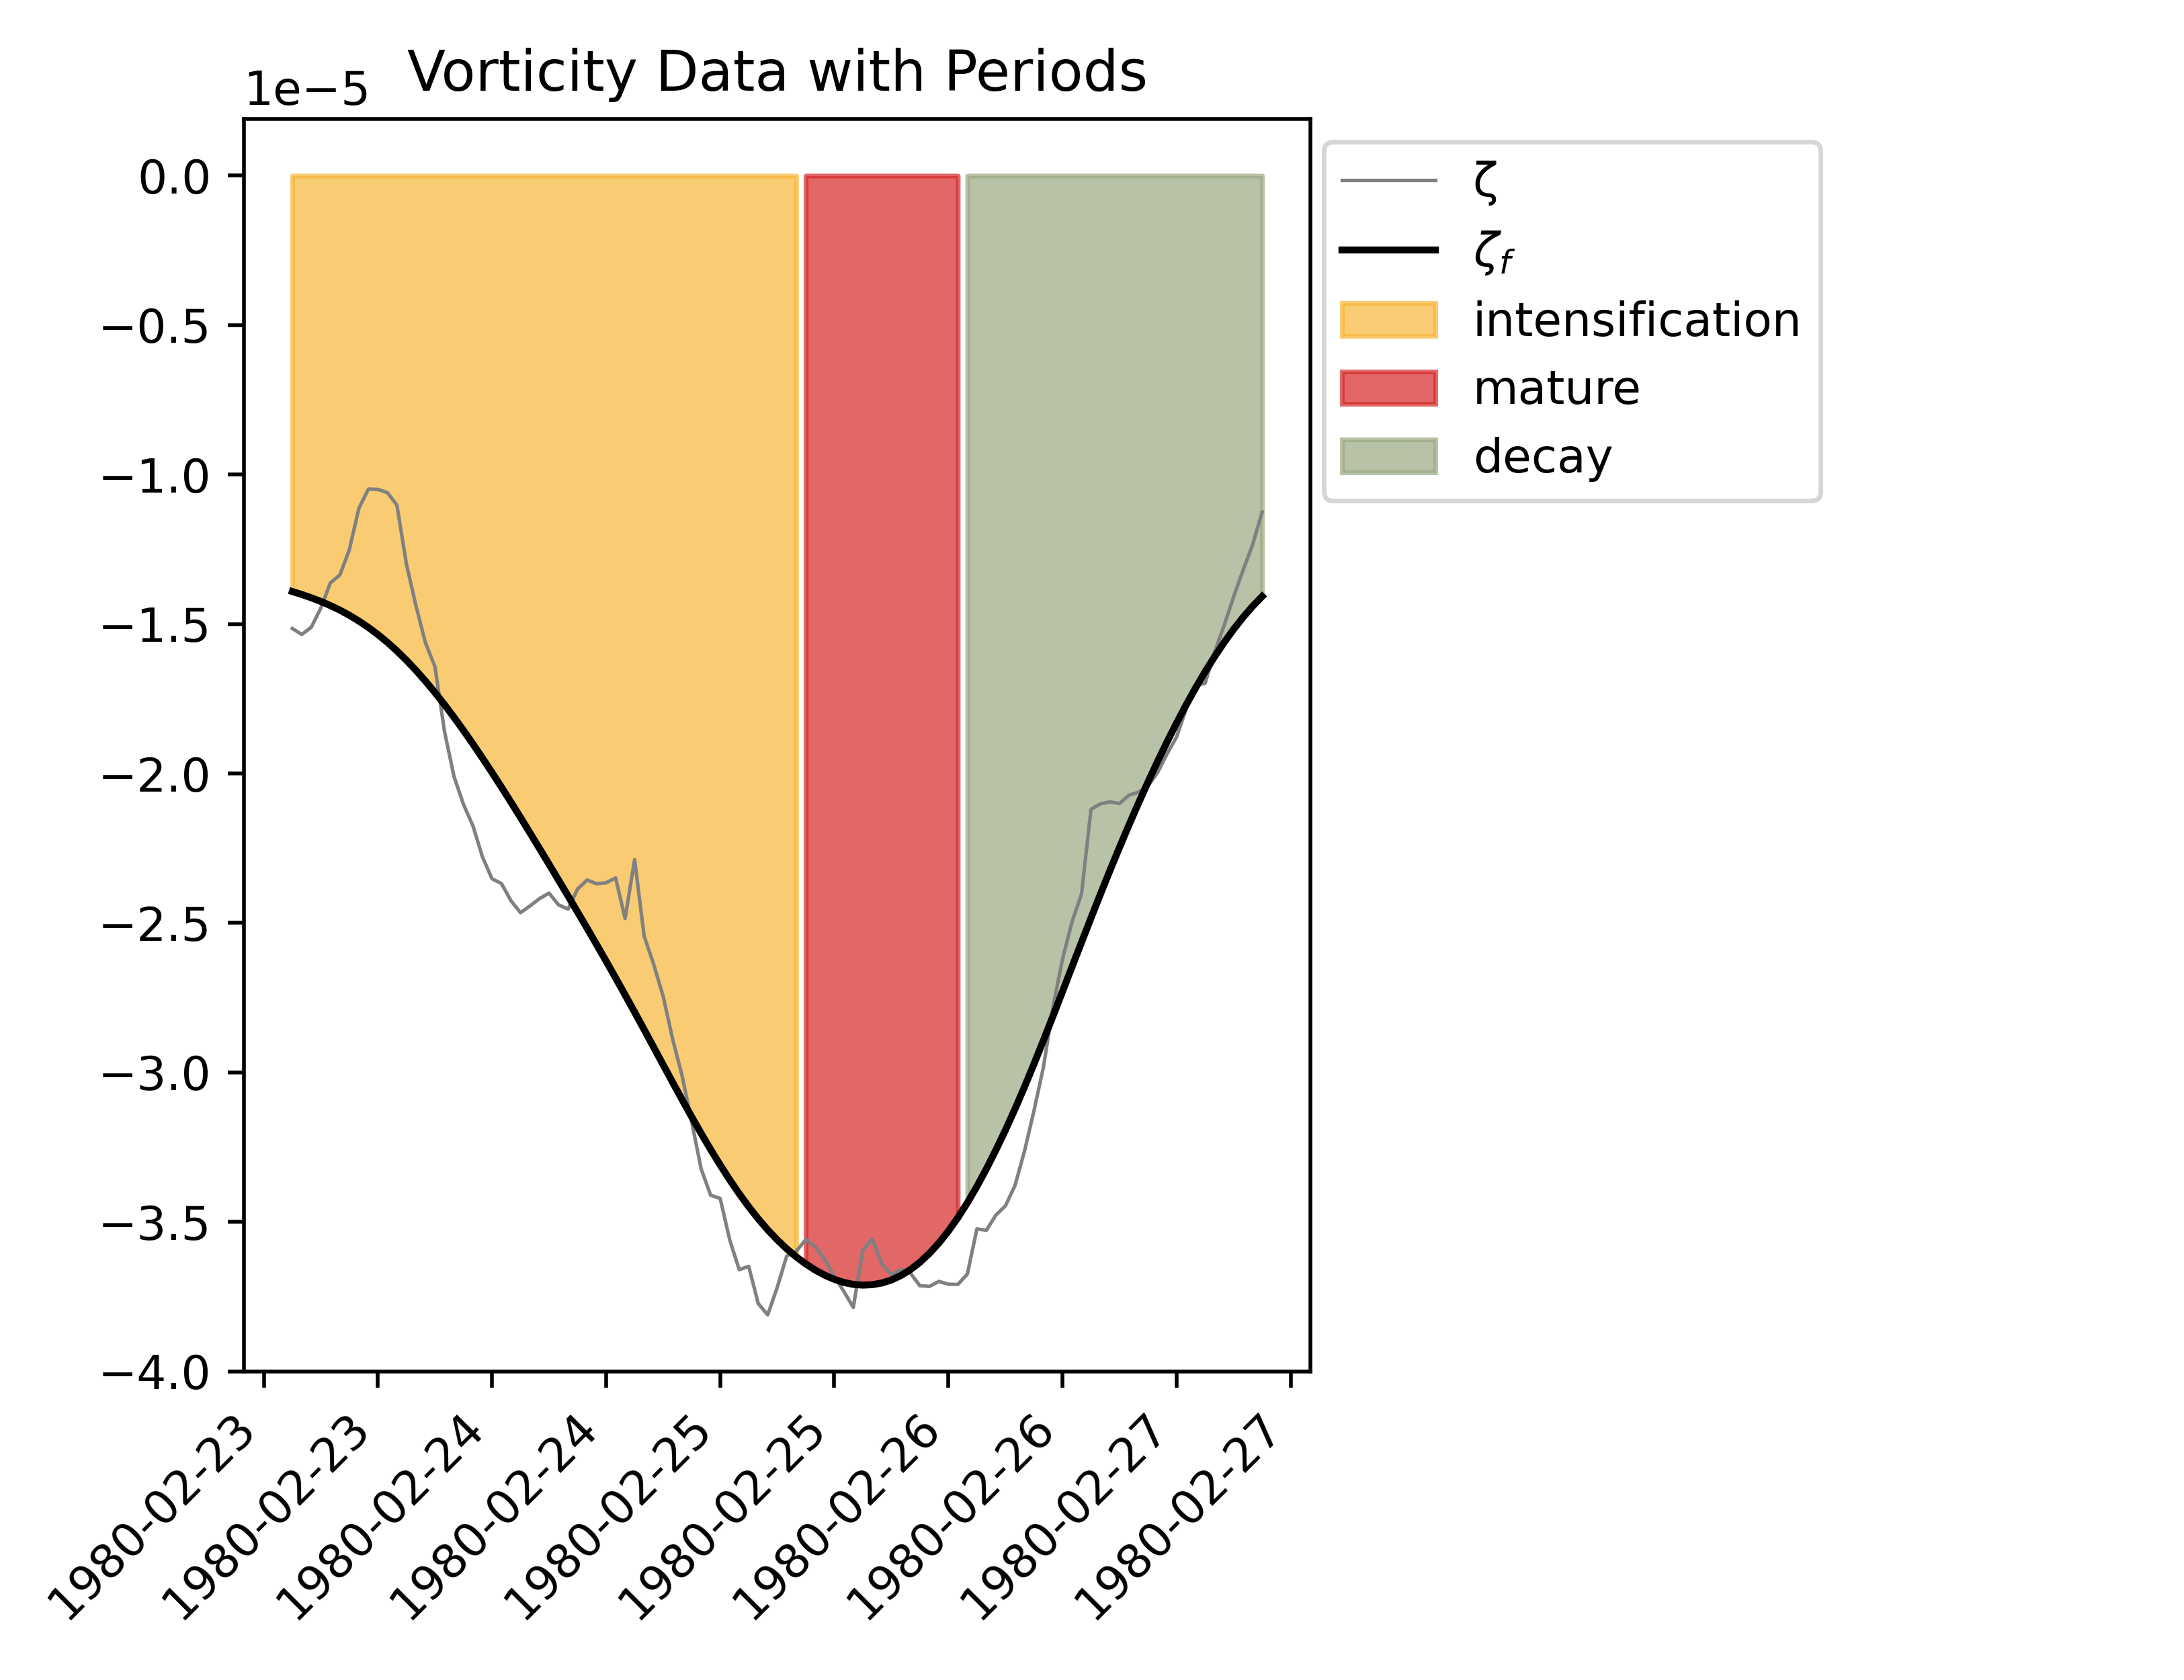 Vorticity Data with Periods
1e−5
0.0
−0.5
−1.0
−1.5
−2.0
−2.5
−3.0
−3.5
−4.0
1980-02-23
1980-02-23
1980-02-24
1980-02-24
1980-02-25
1980-02-25
1980-02-26
1980-02-26
1980-02-27
1980-02-27
ζ
ζf
intensification
mature
decay